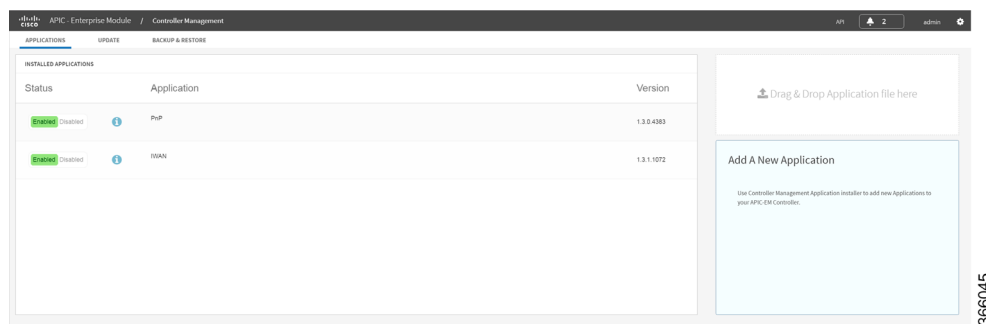 CISCO APIC - Enterprise Module / Controller Management API 2 admin
APPLICATIONS UPDATE BACKUP & RESTORE
INSTALLED APPLICATIONS
Status Application Version
Enabled Disabled PnP 1.3.0.4383
Enabled Disabled IWAN 1.3.1.1072
Drag & Drop Application file here
Add A New Application
Use Controller Management Application installer to add new Applications to
your APIC-EM Controller.
366045